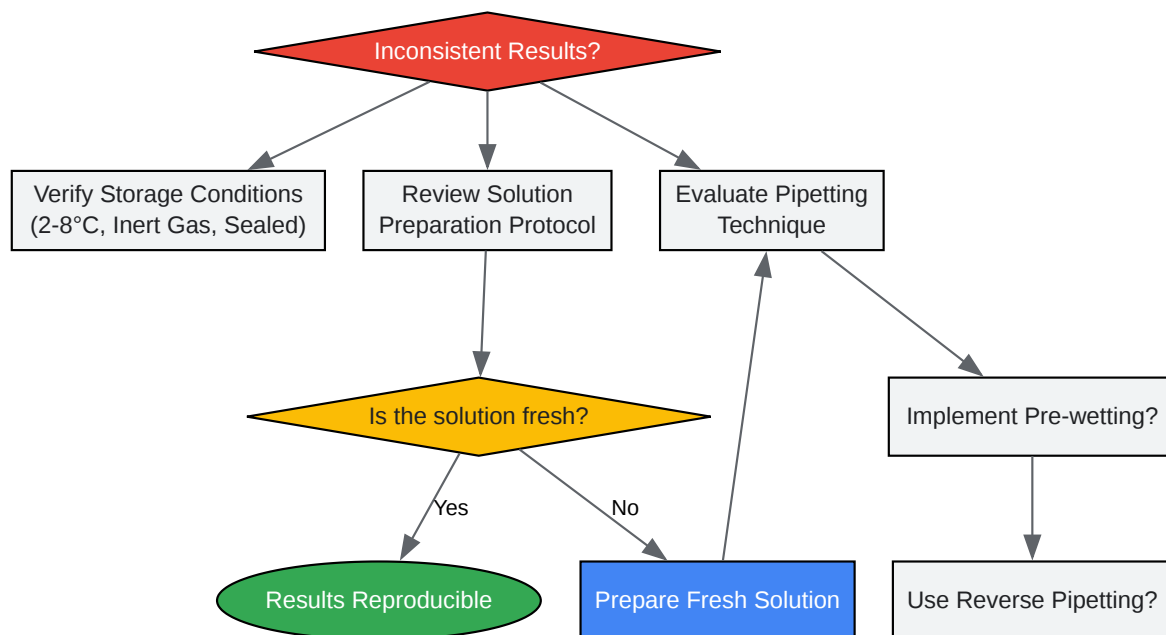 Inconsistent Results?
Verify Storage Conditions
(2-8°C, Inert Gas, Sealed)
Review Solution
Preparation Protocol
Evaluate Pipetting
Technique
Is the solution fresh?
Implement Pre-wetting?
Yes
No
Results Reproducible
Prepare Fresh Solution
Use Reverse Pipetting?